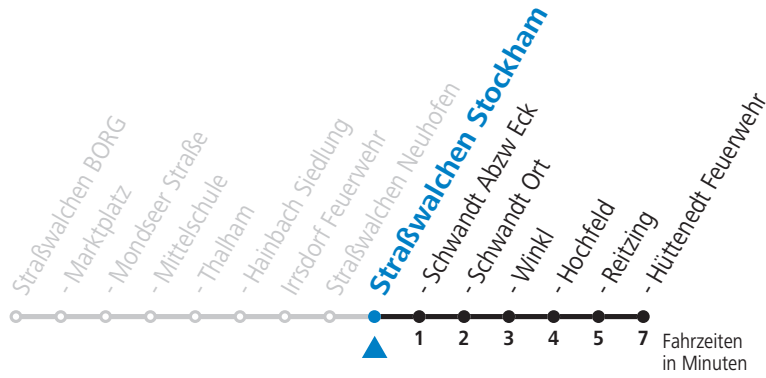 Straßwalchen BORG
- Marktplatz
- Mondseer Straße
- Mittelschule
- Thalham
- Hainbach Siedlung
Irrsdorf Feuerwehr
Straßwalchen Neuhofen
Straßwalchen Stockham
- Schwandt Abzw Eck
- Schwandt Ort
- Winkl
- Hochfeld
- Reitzing
- Hüttenedt Feuerwehr
1 2 3 4 5 7 Fahrzeiten
in Minuten